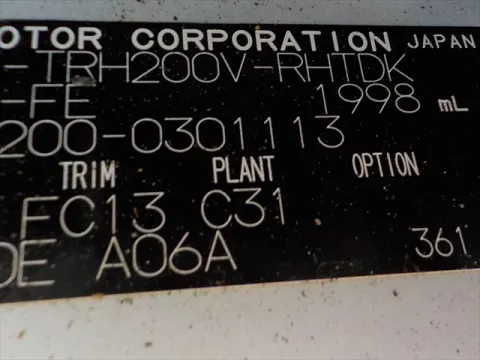 OTOR CORPORATION JAPAN
-TRH200V-RHTDK
-FE 1998 mL
200-0301113
TRIM PLANT OPTION
FC13 C31
DE A06A 361